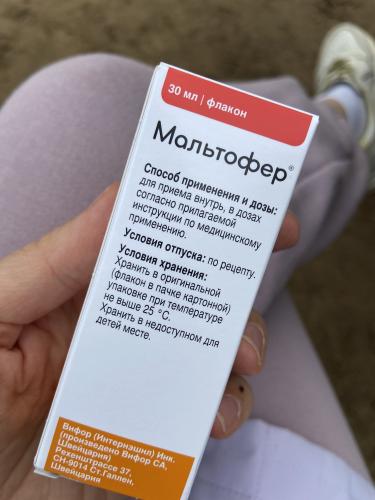 30 мл | флакон
Мальтофер®
Способ применения и дозы:
для приема внутрь, в дозах
согласно прилагаемой
инструкции по медицинскому
применению.
Условия отпуска: по рецепту.
Условия хранения:
Хранить в оригинальной
(флакон в пачке картонной)
упаковке при температуре
не выше 25 °С.
Хранить в недоступном для
детей месте.
Вифор (Интернэшнл) Инк.
(произведено Вифор СА,
Швейцария)
Рехенштрассе 37,
СН-9014 Ст.Галлен,
Швейцария